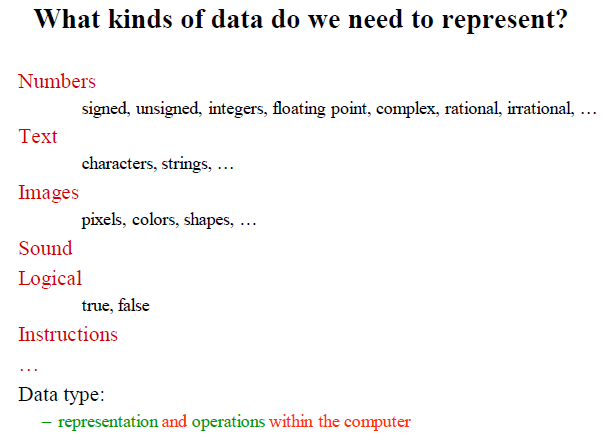 What kinds of data do we need to represent?
Numbers
signed, unsigned, integers, floating point, complex, rational, irrational, …
Text
characters, strings, …
Images
pixels, colors, shapes, …
Sound
Logical
true, false
Instructions
…
Data type:
– representation and operations within the computer